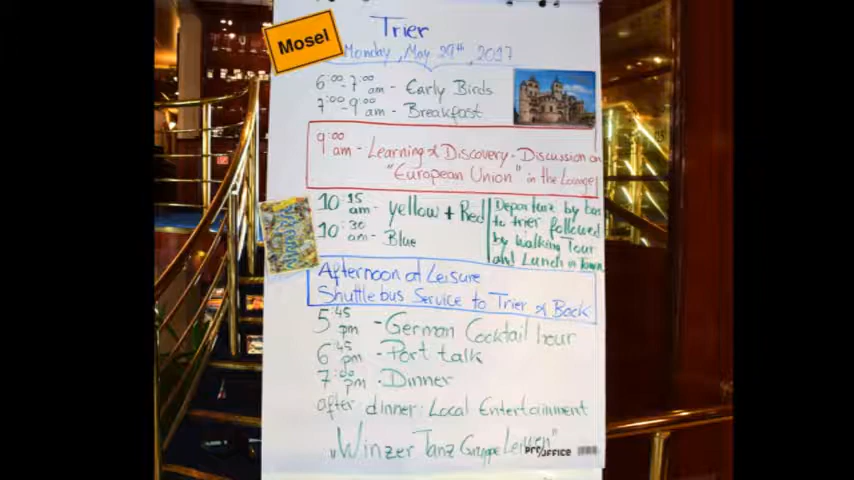 Mosel
Trier
Monday, May 29th, 2017
6:00-7:00 am - Early Birds
7:00-9:00 am - Breakfast
9:00 am - Learning & Discovery - Discussion on
"European Union" in the Lounge
10:15 am - yellow + Red
10:30 am - Blue
Departure by bus
to trier followed
by Walking Tour
and Lunch in town
Afternoon at Leisure
Shuttlebus Service to Trier & Back
5:45 pm - German Cocktail hour
6:45 pm - Port talk
7:00 pm - Dinner
after dinner: Local Entertainment
„Winzer Tanz Gruppe Leiwen"
OFFICE